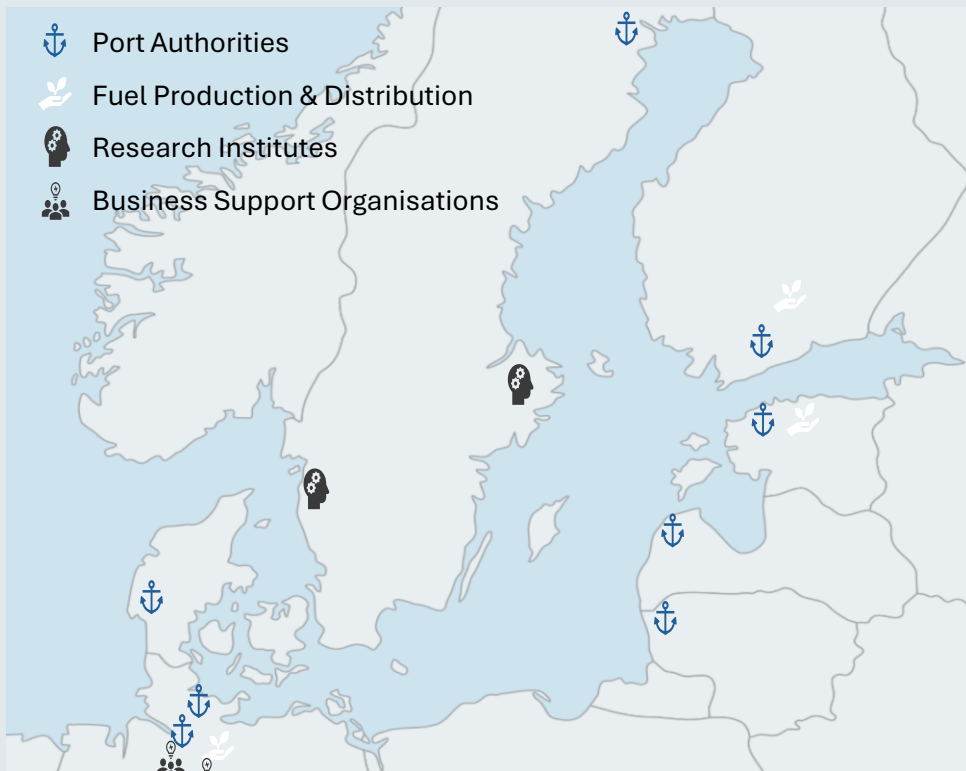 Port Authorities
Fuel Production & Distribution
Research Institutes
Business Support Organisations